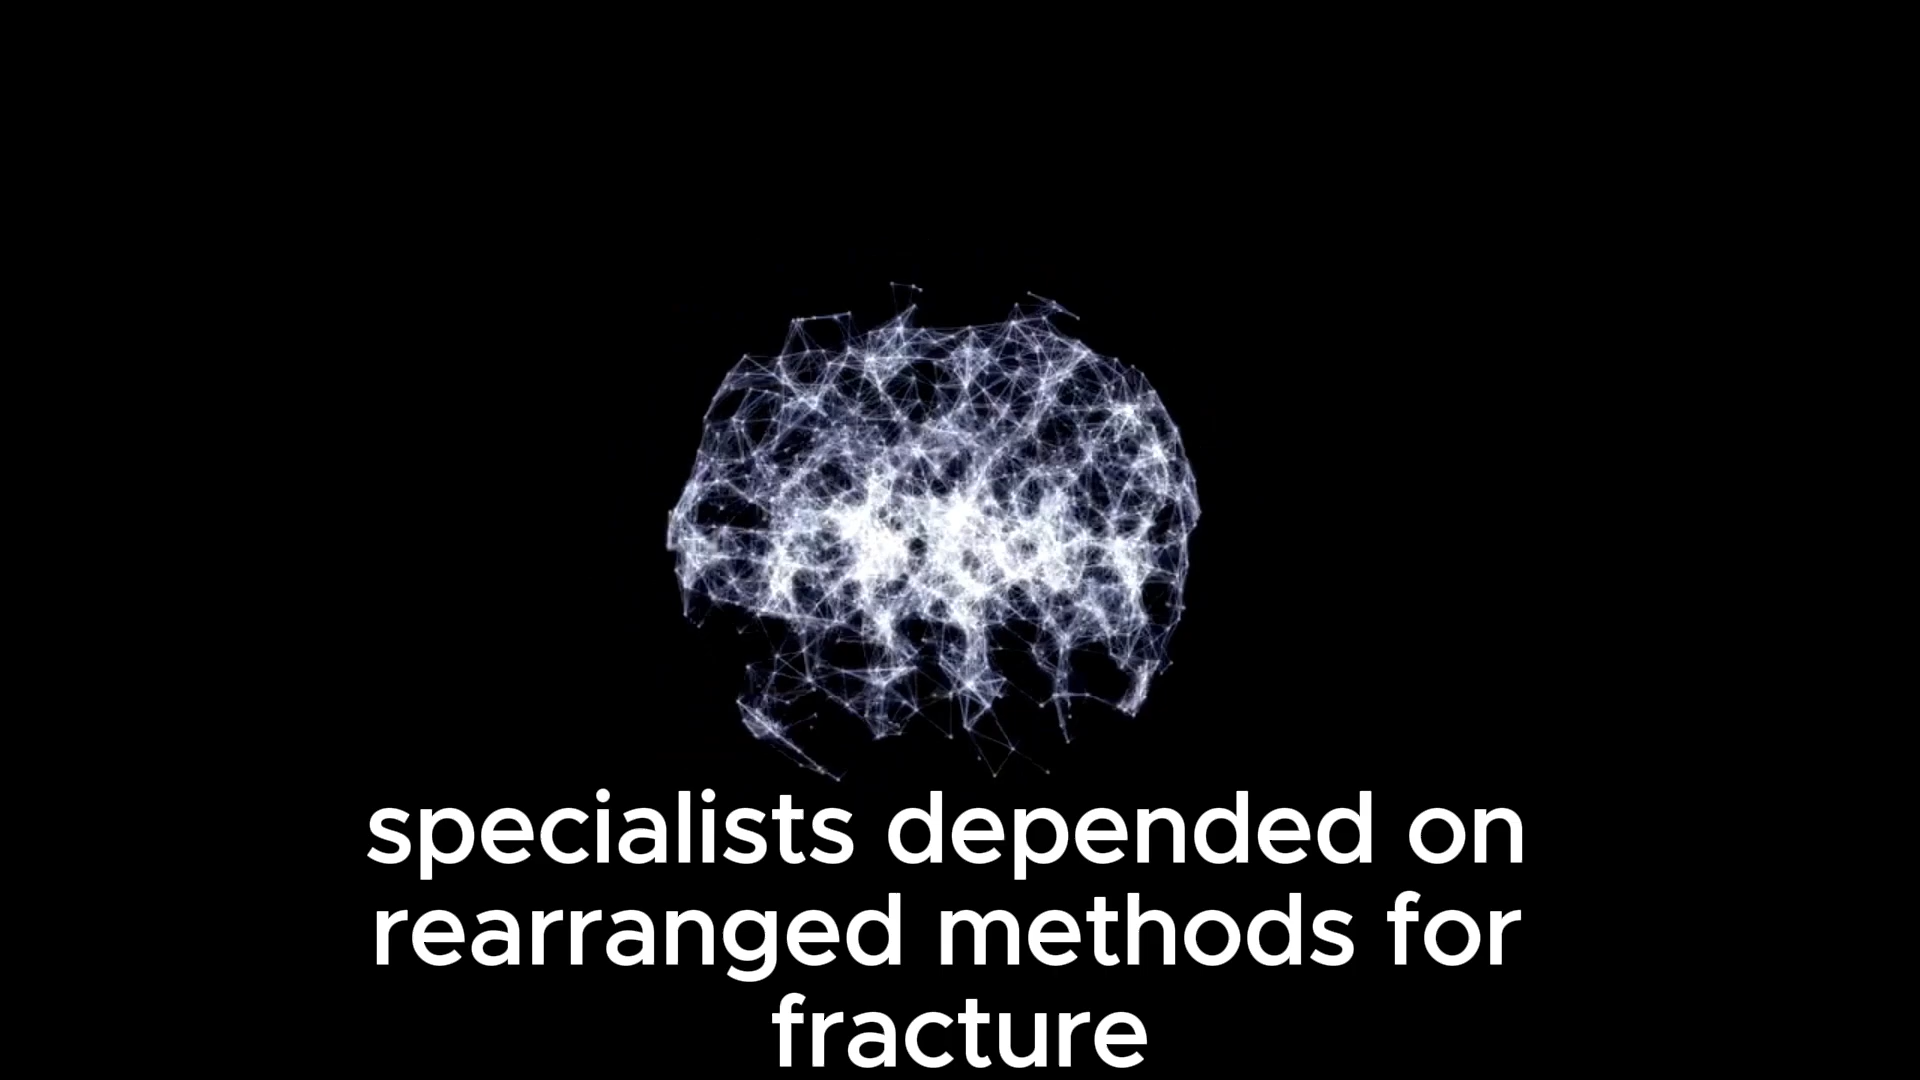 specialists depended on
rearranged methods for
fracture